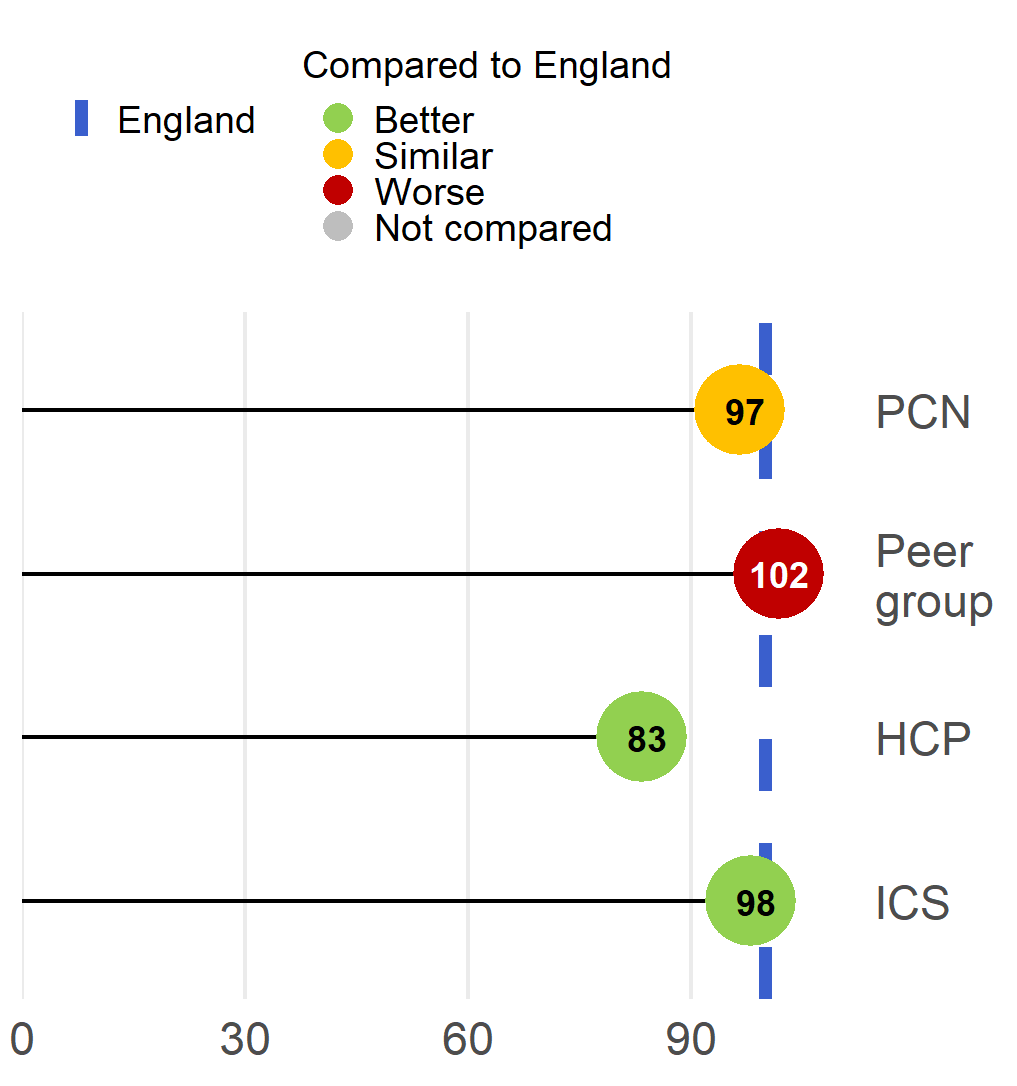 Compared to England
England
Better
Similar
Worse
Not compared
97
PCN
102
Peer
group
83
HCP
98
ICS
0
30
60
90